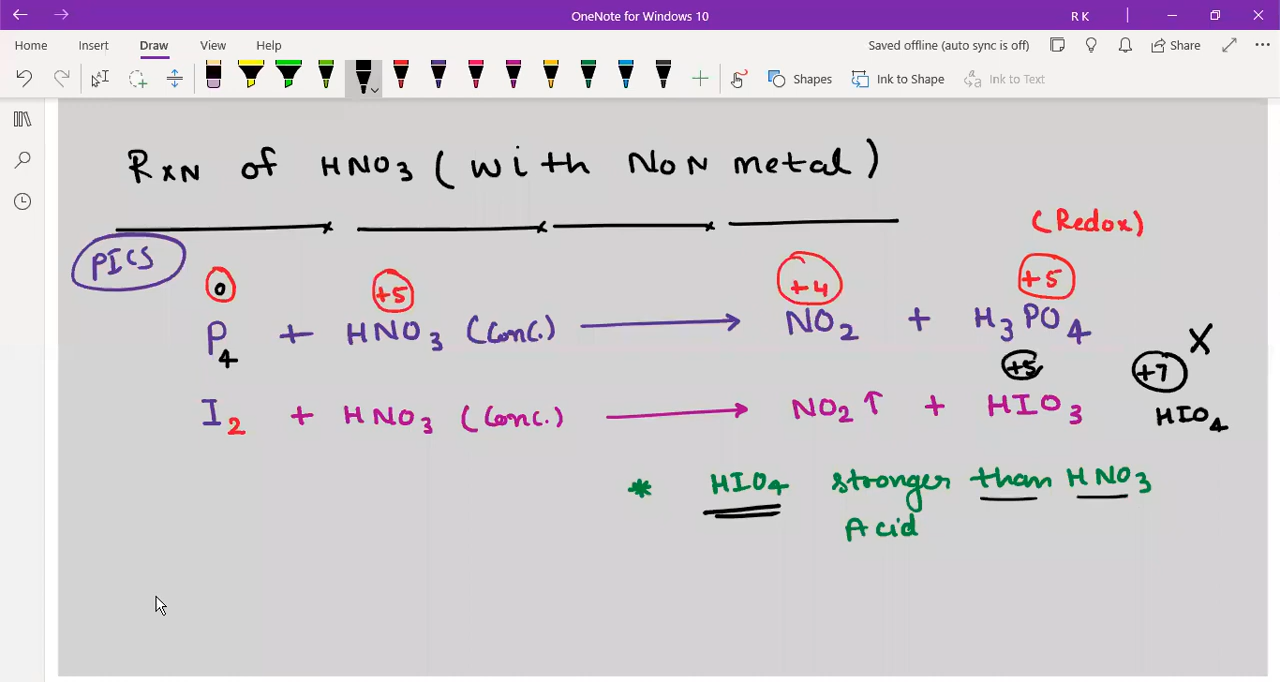 OneNote for Windows 10
R K
Home Insert Draw View Help
Saved offline (auto sync is off) Share
Shapes Ink to Shape Ink to Text
RxN of HNO3 (with NoN metal)
(Redox)
PICS
0 +5 +4 +5
P4 + HNO3 (Conc.) → NO2 + H3PO4 X
+5 +7
I2 + HNO3 (Conc.) → NO2↑ + HIO3 HIO4
* HIO4 stronger than HNO3
Acid